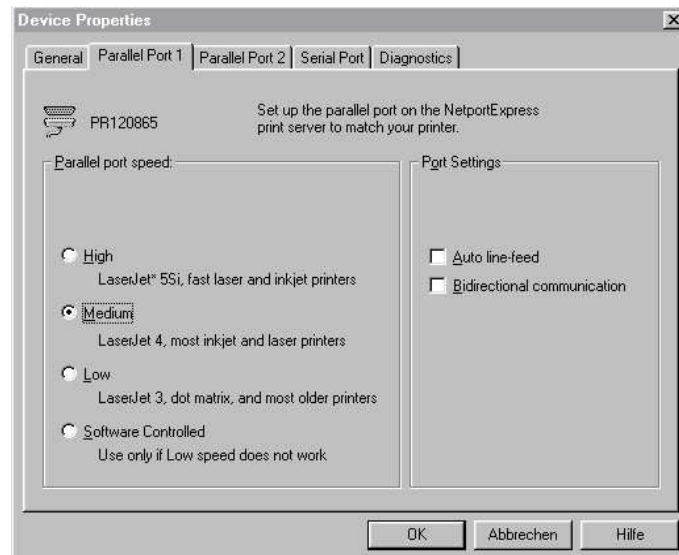 Device Properties
General Parallel Port 1 Parallel Port 2 Serial Port Diagnostics
PR120865
Set up the parallel port on the NetportExpress
print server to match your printer.
Parallel port speed:
High
LaserJet* 5Si, fast laser and inkjet printers
Medium
LaserJet 4, most inkjet and laser printers
Low
LaserJet 3, dot matrix, and most older printers
Software Controlled
Use only if Low speed does not work
Port Settings
Auto line-feed
Bidirectional communication
OK Abbrechen Hilfe